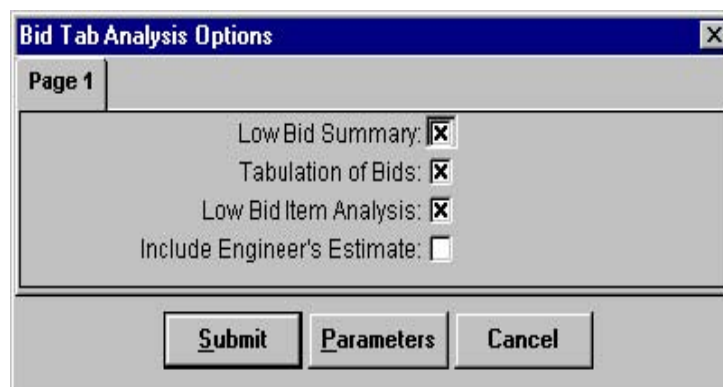 Bid Tab Analysis Options
Page 1
Low Bid Summary:
Tabulation of Bids:
Low Bid Item Analysis:
Include Engineer's Estimate:
Submit Parameters Cancel